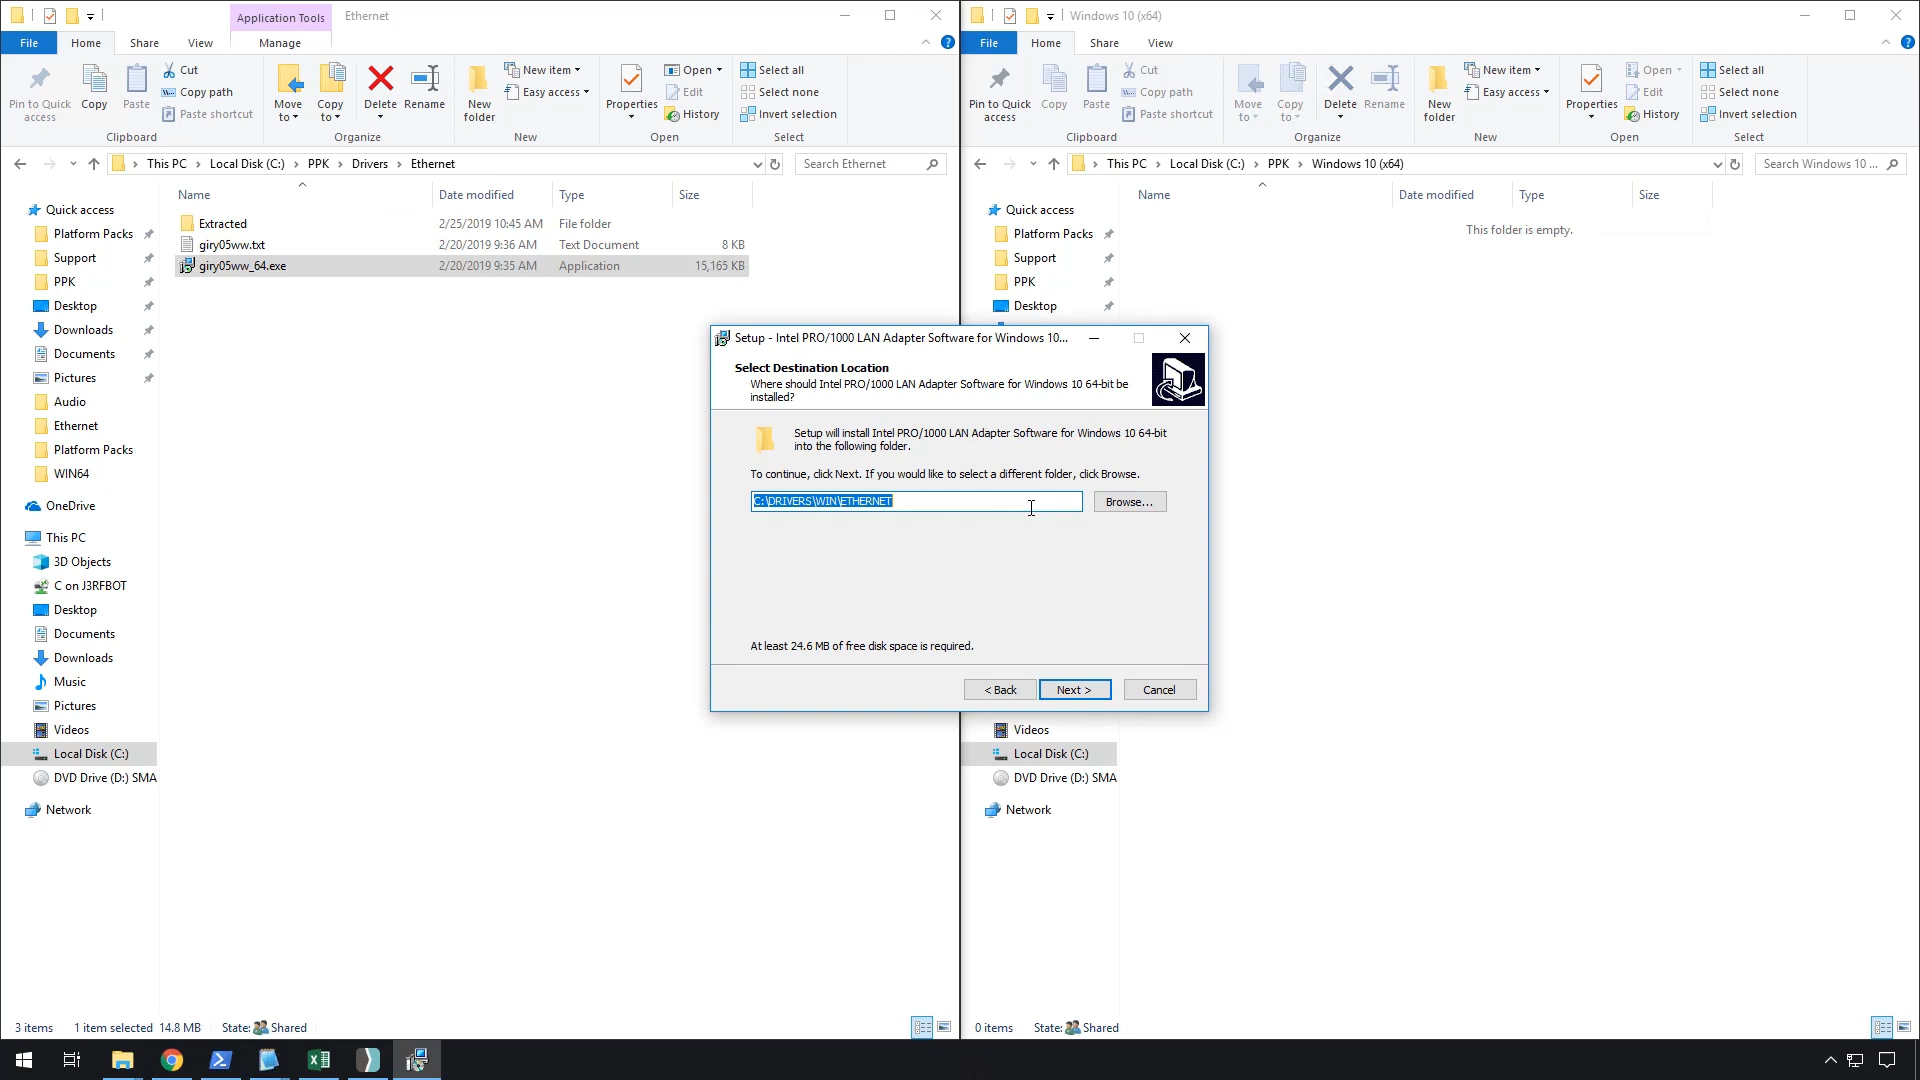 Application Tools
Ethernet
File
Home
Share
View
Manage
Pin to Quick access
Copy
Paste
Cut
Copy path
Paste shortcut
Clipboard
Move to
Copy to
Delete
Rename
Organize
New folder
New item
Easy access
New
Properties
Open
Edit
History
Open
Select all
Select none
Invert selection
Select
This PC > Local Disk (C:) > PPK > Drivers > Ethernet
Search Ethernet
Name
Date modified
Type
Size
Extracted 2/25/2019 10:45 AM File folder
giry05ww.txt 2/20/2019 9:36 AM Text Document 8 KB
giry05ww_64.exe 2/20/2019 9:35 AM Application 15,165 KB
Quick access
Platform Packs
Support
PPK
Desktop
Downloads
Documents
Pictures
Audio
Ethernet
Platform Packs
WIN64
OneDrive
This PC
3D Objects
C on J3RFBOT
Desktop
Documents
Downloads
Music
Pictures
Videos
Local Disk (C:)
DVD Drive (D:) SMA
Network
3 items
1 item selected 14.8 MB
State: Shared
Windows 10 (x64)
File
Home
Share
View
Pin to Quick access
Copy
Paste
Cut
Copy path
Paste shortcut
Clipboard
Move to
Copy to
Delete
Rename
Organize
New folder
New item
Easy access
New
Properties
Open
Edit
History
Open
Select all
Select none
Invert selection
Select
This PC > Local Disk (C:) > PPK > Windows 10 (x64)
Search Windows 10 ...
Name
Date modified
Type
Size
This folder is empty.
Quick access
Platform Packs
Support
PPK
Desktop
Videos
Local Disk (C:)
DVD Drive (D:) SMA
Network
0 items
State: Shared
Setup - Intel PRO/1000 LAN Adapter Software for Windows 10...
Select Destination Location
Where should Intel PRO/1000 LAN Adapter Software for Windows 10 64-bit be
installed?
Setup will install Intel PRO/1000 LAN Adapter Software for Windows 10 64-bit
into the following folder.
To continue, click Next. If you would like to select a different folder, click Browse.
C:\DRIVERS\WIN\ETHERNET
Browse...
At least 24.6 MB of free disk space is required.
< Back
Next >
Cancel